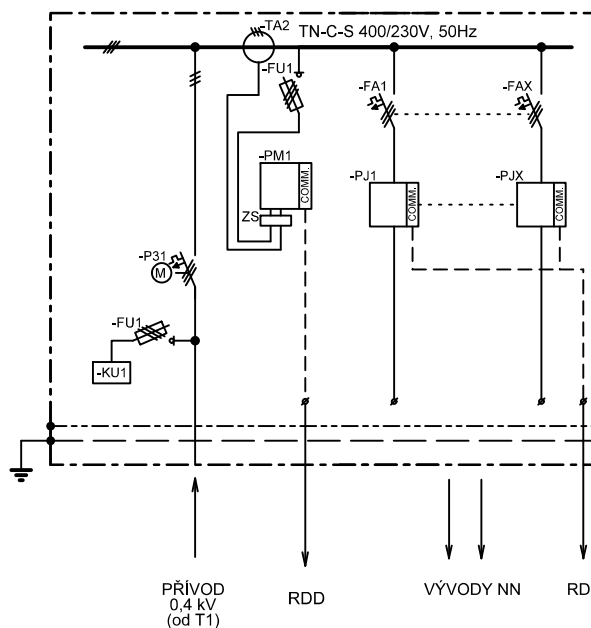 -TA2
TN-C-S 400/230V, 50Hz
-FU1
-FA1
-FAX
-PM1
COMM.
-PJ1
COMM.
-PJX
COMM.
ZS
-P31
M
-FU1
-KU1
PŘÍVOD
0,4 kV
(od T1)
RDD
VÝVODY NN
RD